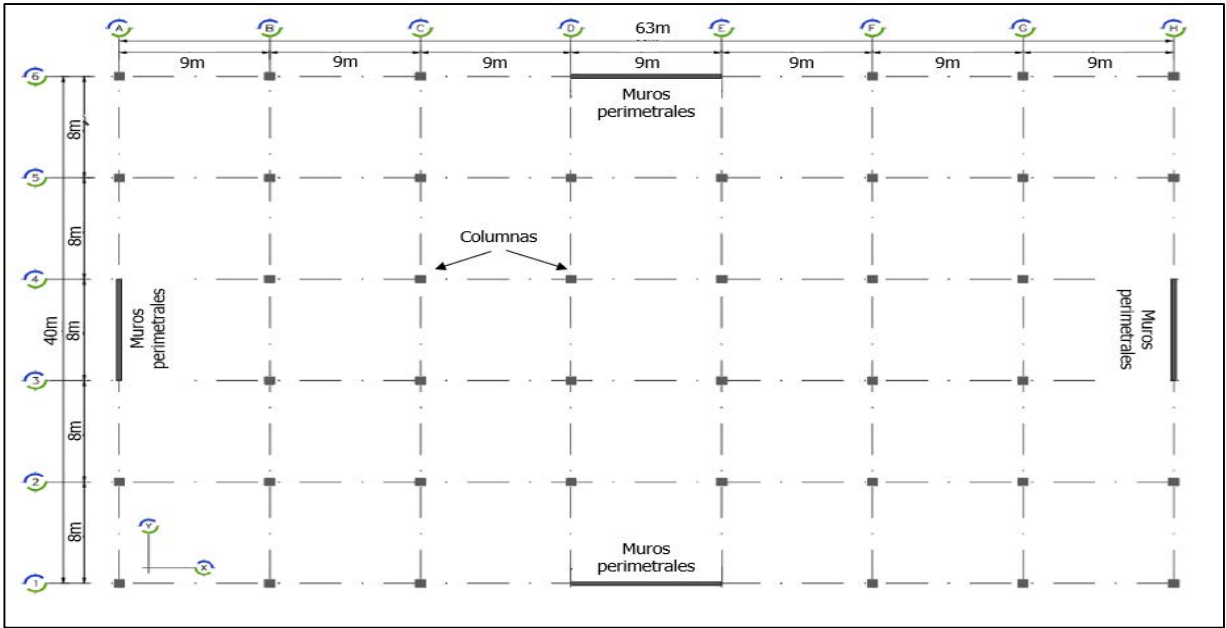 A B C D E F G H
63m
9m 9m 9m 9m 9m 9m 9m
6
Muros
perimetrales
8m
5
8m
Columnas
4
Muros
perimetrales
40m
8m
Muros
perimetrales
3
8m
2
8m
Y
X
Muros
perimetrales
1